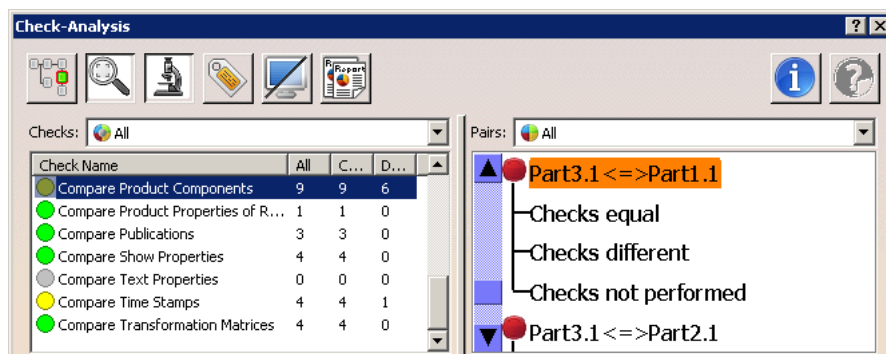 Check-Analysis
Report
Checks: All
Pairs: All
Check Name All C... D...
Compare Product Components 9 9 6
Compare Product Properties of R... 1 1 0
Compare Publications 3 3 0
Compare Show Properties 4 4 0
Compare Text Properties 0 0 0
Compare Time Stamps 4 4 1
Compare Transformation Matrices 4 4 0
Part3.1<=>Part1.1
Checks equal
Checks different
Checks not performed
Part3.1<=>Part2.1